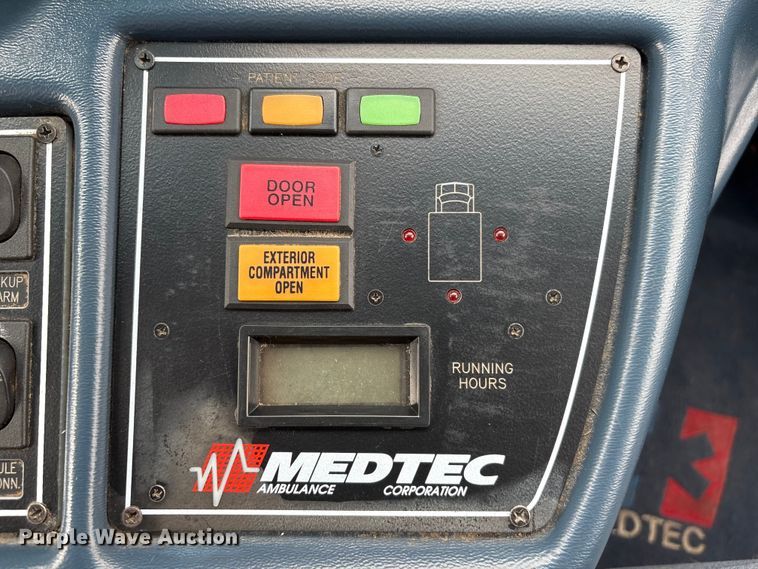 PATIENT CODE
DOOR
OPEN
EXTERIOR
COMPARTMENT
OPEN
KUP
ARM
RUNNING
HOURS
MEDTEC
AMBULANCE CORPORATION
ULE
ONN.
MEDTEC
Purple Wave Auction